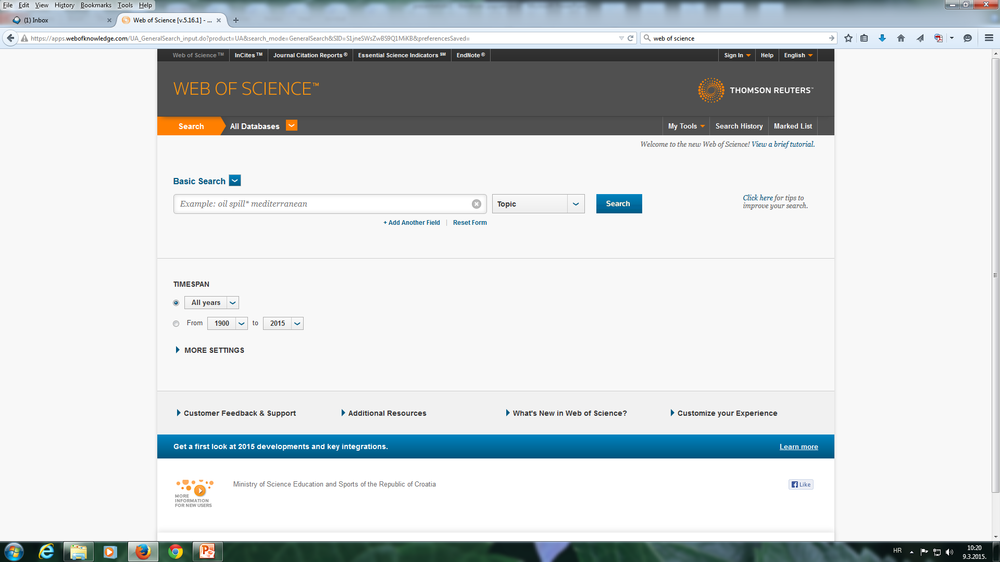 File Edit View History Bookmarks Tools Help
(1) Inbox
Web of Science [v.5.16.1] - ...
https://apps.webofknowledge.com/UA_GeneralSearch_input.do?product=UA&search_mode=GeneralSearch&SID=S1jneSWsZwBS9Q1MiKB&preferencesSaved=
web of science
Web of Science™ InCites™ Journal Citation Reports® Essential Science Indicators℠ EndNote®
Sign In Help English
WEB OF SCIENCE™
THOMSON REUTERS™
Search All Databases
My Tools Search History Marked List
Welcome to the new Web of Science! View a brief tutorial.
Basic Search
Example: oil spill* mediterranean
Topic
Search
Click here for tips to
improve your search.
+ Add Another Field | Reset Form
TIMESPAN
All years
From 1900 to 2015
MORE SETTINGS
Customer Feedback & Support
Additional Resources
What's New in Web of Science?
Customize your Experience
Get a first look at 2015 developments and key integrations.
Learn more
MORE
INFORMATION
FOR NEW USERS
Ministry of Science Education and Sports of the Republic of Croatia
Like
HR
10:20
9.3.2015.